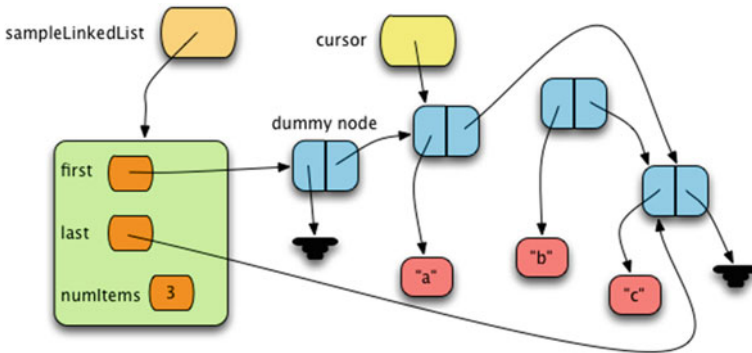 sampleLinkedList
cursor
dummy node
first
last
numItems
3
"a"
"b"
"c"